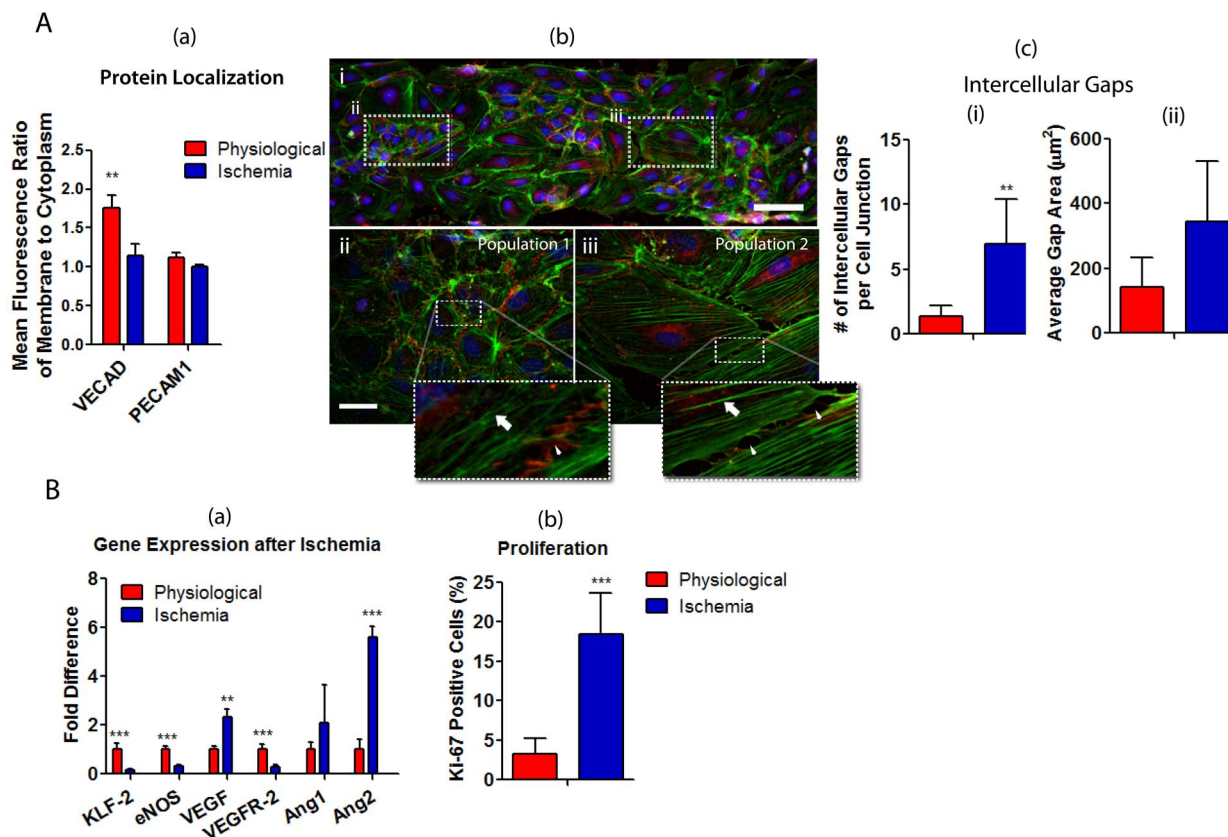 A
(a)
Protein Localization
Mean Fluorescence Ratio
of Membrane to Cytoplasm
2.5
2.0
1.5
1.0
0.5
0.0
**
Physiological
Ischemia
VECAD
PECAM1
(b)
i
ii
iii
ii
Population 1
iii
Population 2
(c)
Intercellular Gaps
(i)
# of Intercellular Gaps
per Cell Junction
15
10
5
0
**
(ii)
Average Gap Area (μm²)
600
400
200
0
B
(a)
Gene Expression after Ischemia
Fold Difference
8
6
4
2
0
Physiological
Ischemia
***
***
**
***
***
KLF-2
eNOS
VEGF
VEGFR-2
Ang1
Ang2
(b)
Proliferation
Ki-67 Positive Cells (%)
25
20
15
10
5
0
***
Physiological
Ischemia